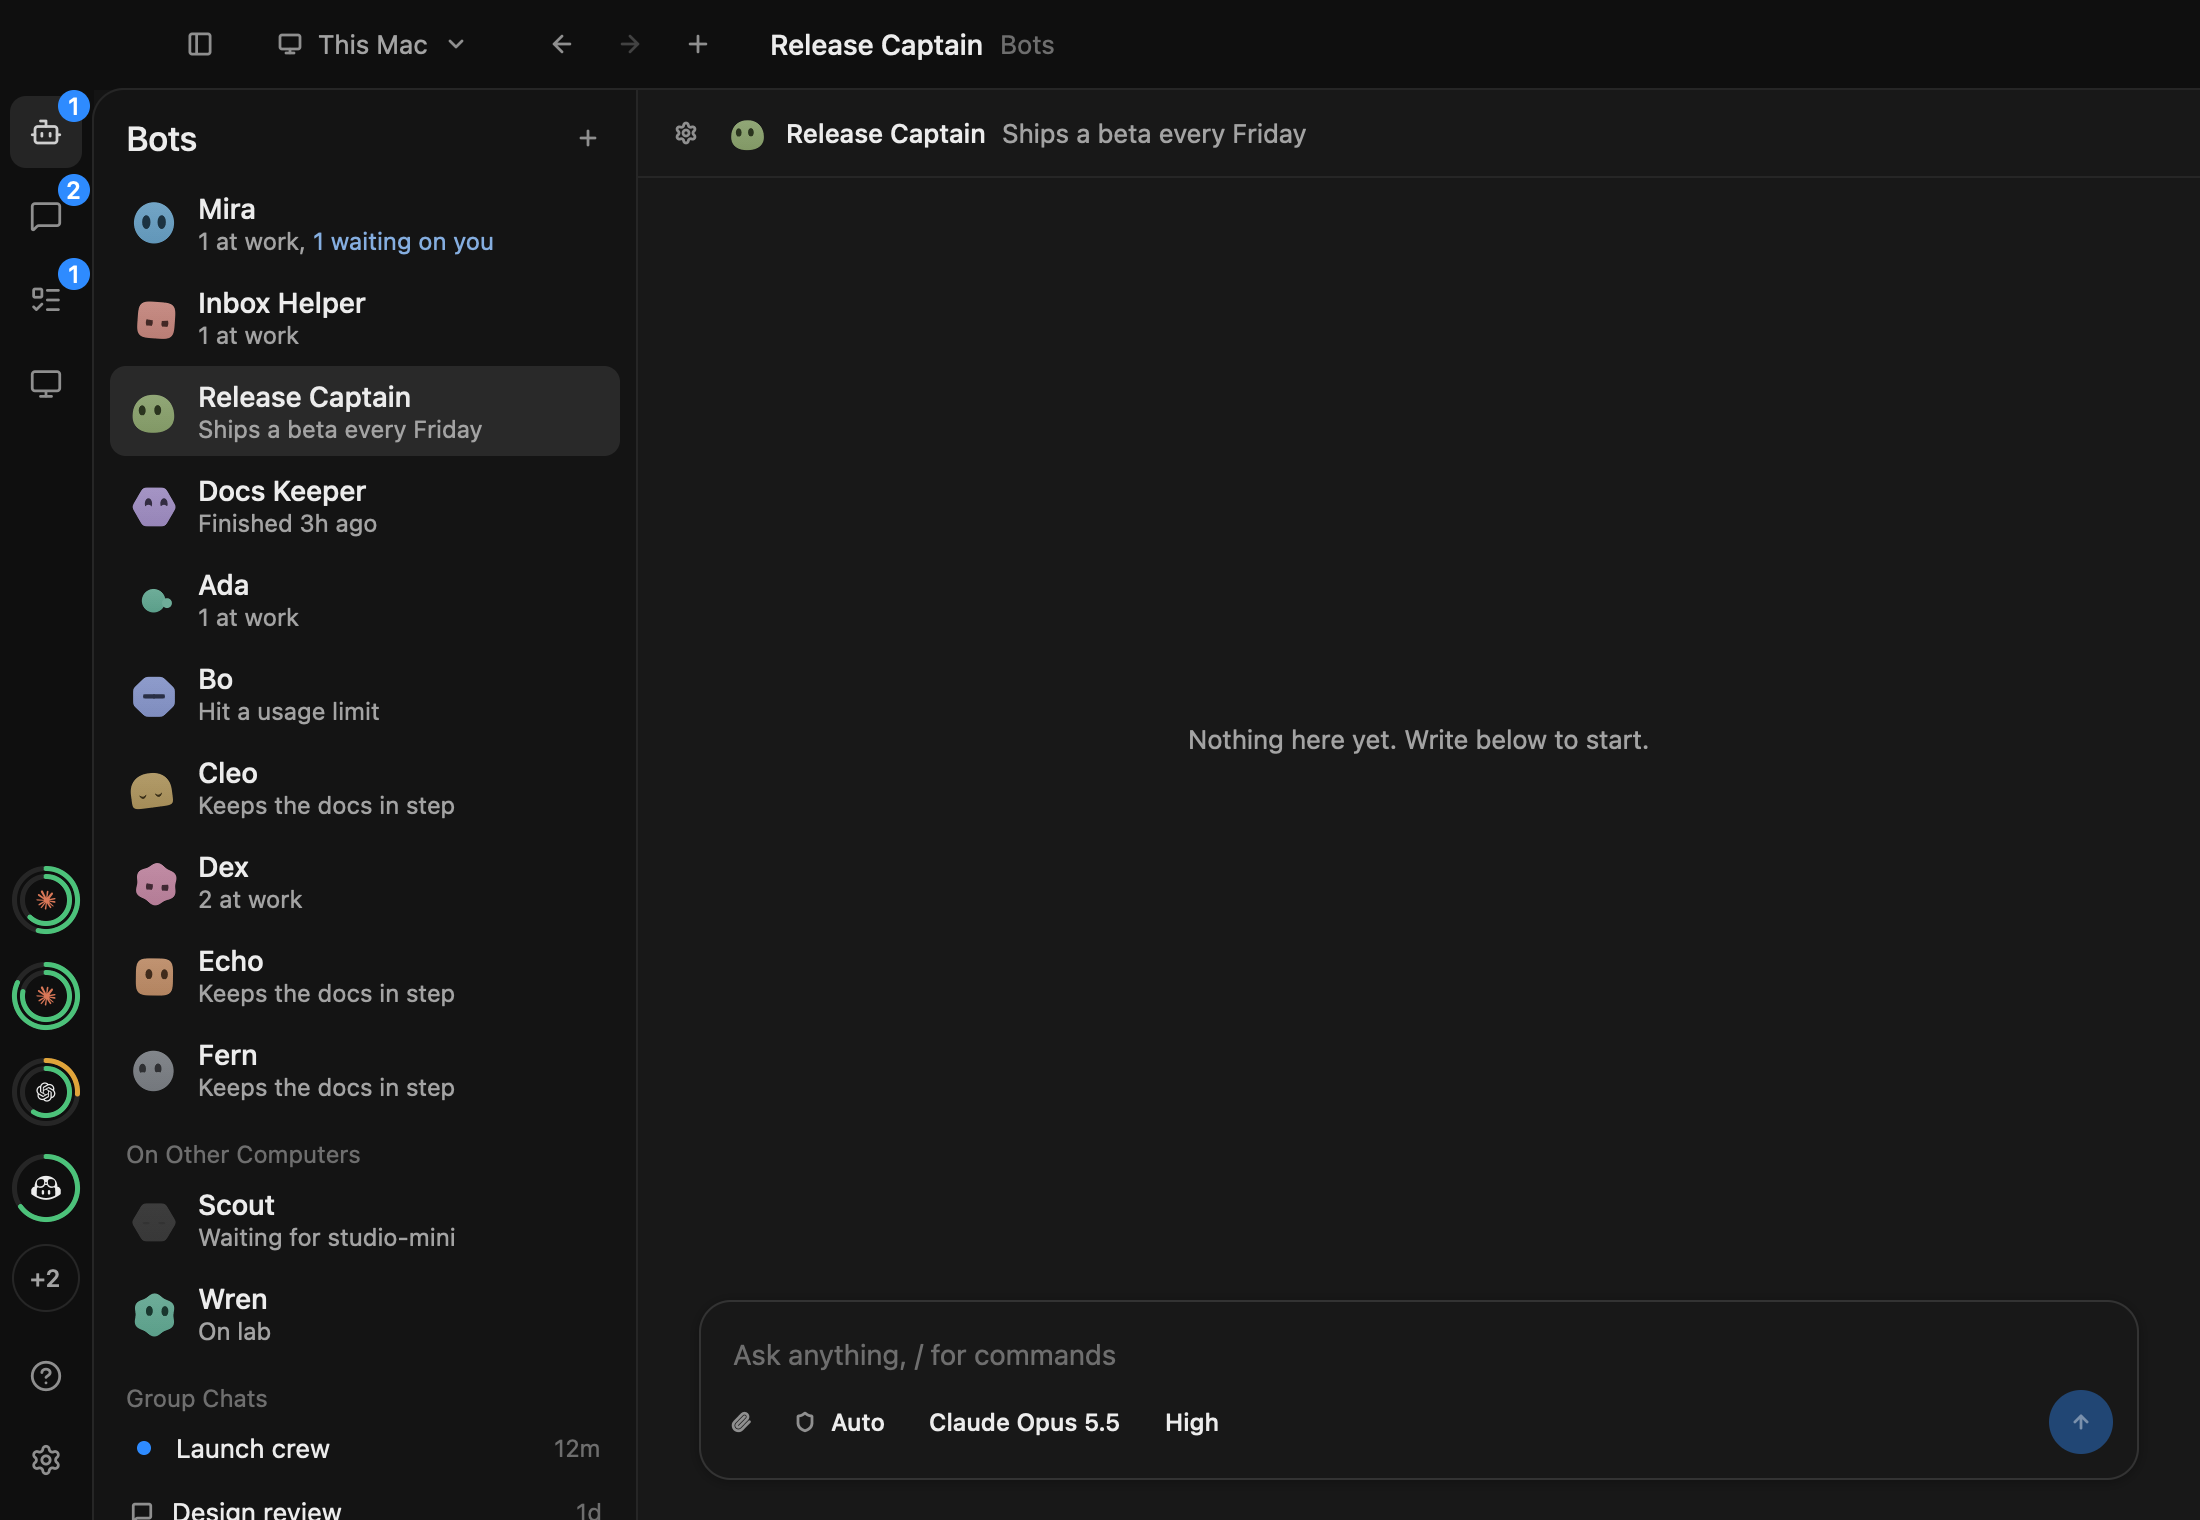 This Mac
Release Captain Bots
1
2
1
Bots
Mira
1 at work, 1 waiting on you
Inbox Helper
1 at work
Release Captain
Ships a beta every Friday
Docs Keeper
Finished 3h ago
Ada
1 at work
Bo
Hit a usage limit
Cleo
Keeps the docs in step
Dex
2 at work
Echo
Keeps the docs in step
Fern
Keeps the docs in step
On Other Computers
Scout
Waiting for studio-mini
Wren
On lab
Group Chats
Launch crew 12m
Design review 1d
+2
Release Captain Ships a beta every Friday
Nothing here yet. Write below to start.
Ask anything, / for commands
Auto Claude Opus 5.5 High